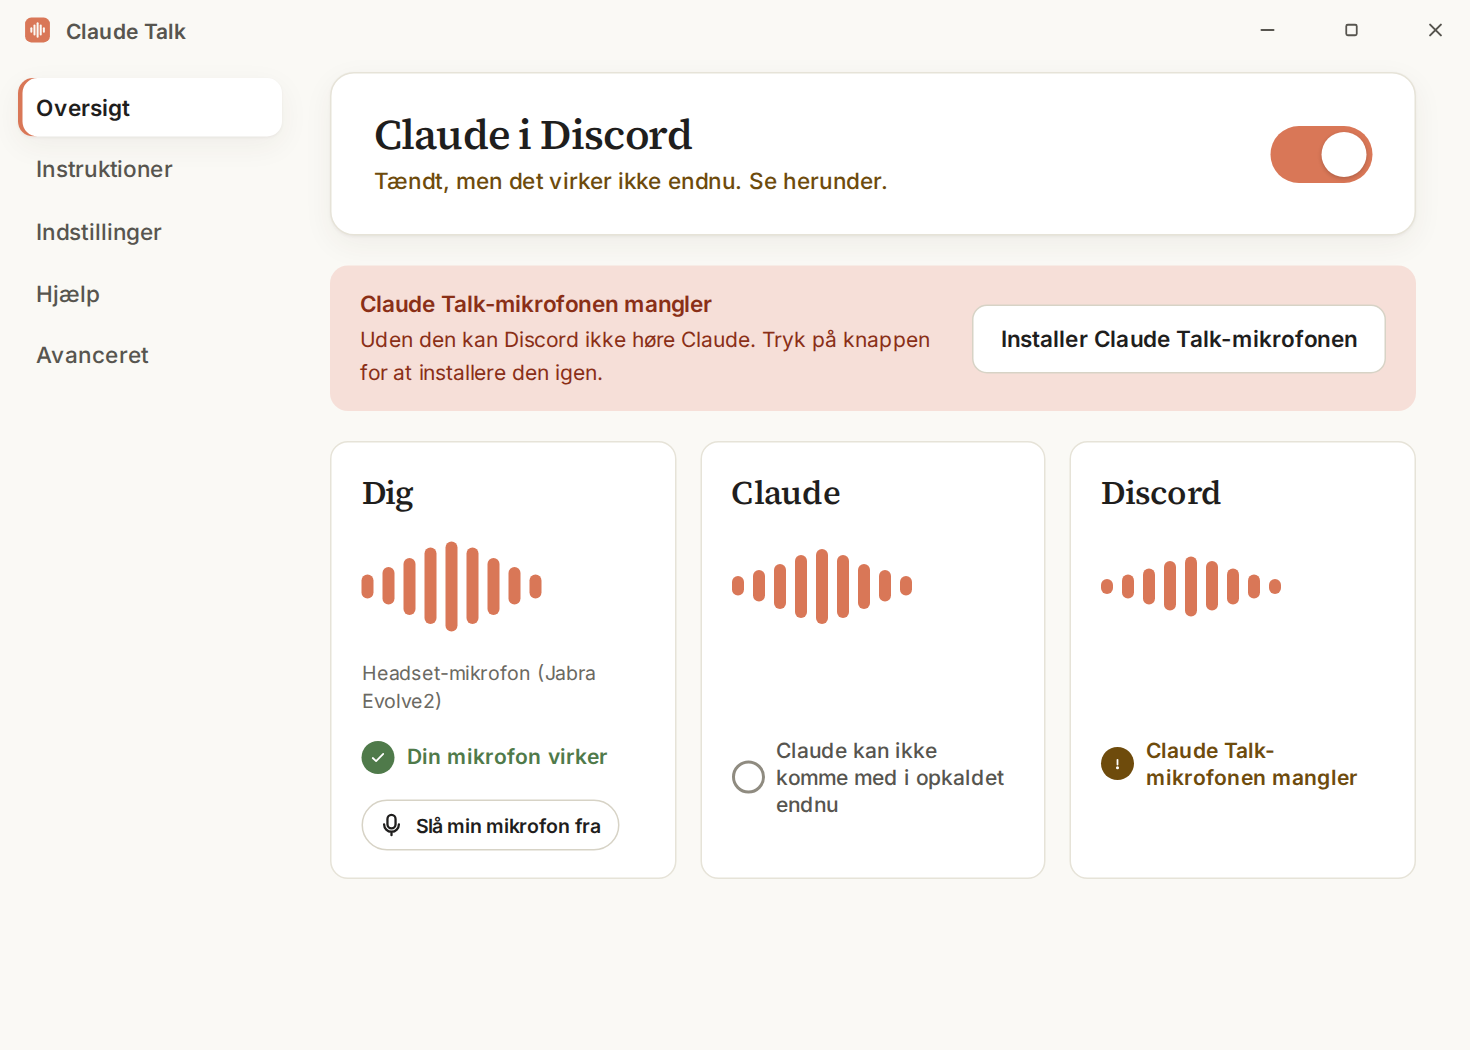 Claude Talk
Oversigt
Instruktioner
Indstillinger
Hjælp
Avanceret
Claude i Discord
Tændt, men det virker ikke endnu. Se herunder.
Claude Talk-mikrofonen mangler
Uden den kan Discord ikke høre Claude. Tryk på knappen
for at installere den igen.
Installer Claude Talk-mikrofonen
Dig
Headset-mikrofon (Jabra
Evolve2)
Din mikrofon virker
Slå min mikrofon fra
Claude
Claude kan ikke
komme med i opkaldet
endnu
Discord
Claude Talk-
mikrofonen mangler